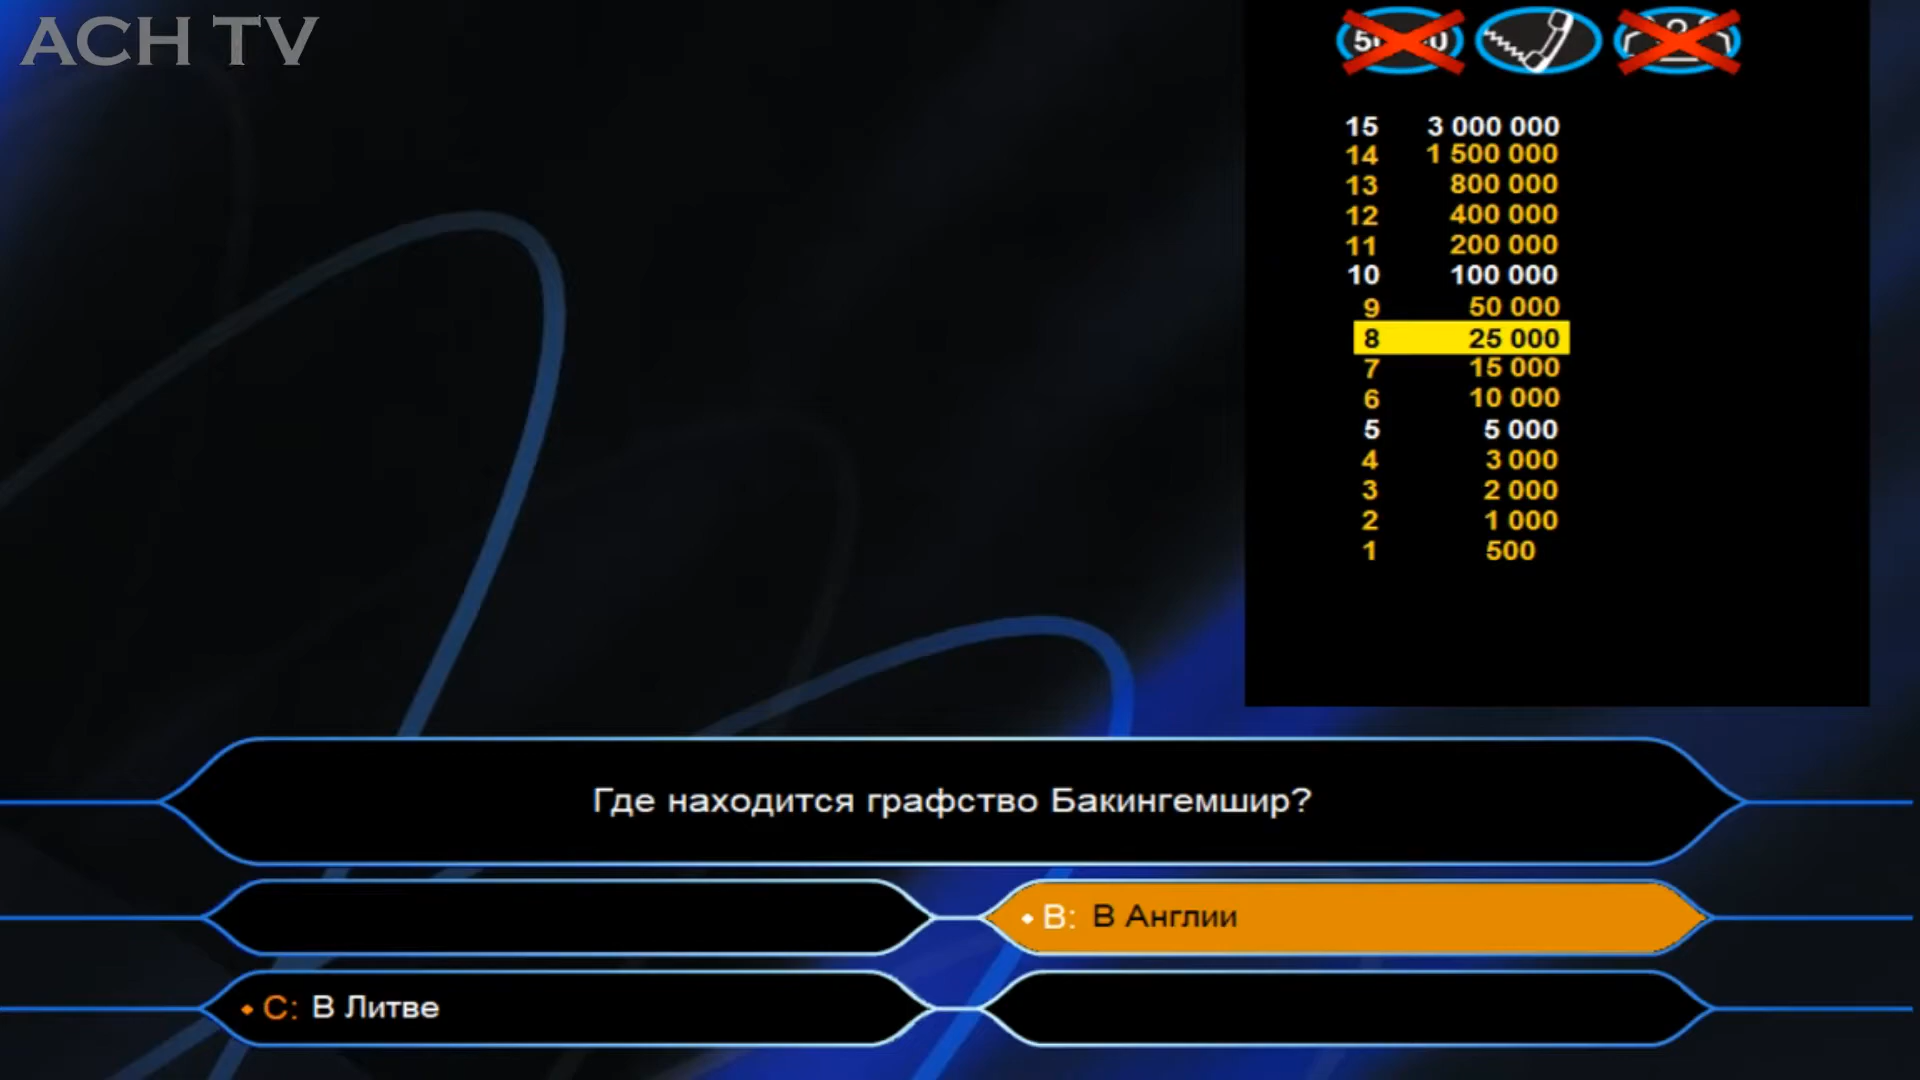 ACH TV
15 3 000 000
14 1 500 000
13 800 000
12 400 000
11 200 000
10 100 000
9 50 000
8 25 000
7 15 000
6 10 000
5 5 000
4 3 000
3 2 000
2 1 000
1 500
Где находится графство Бакингемшир?
B: В Англии
C: В Литве